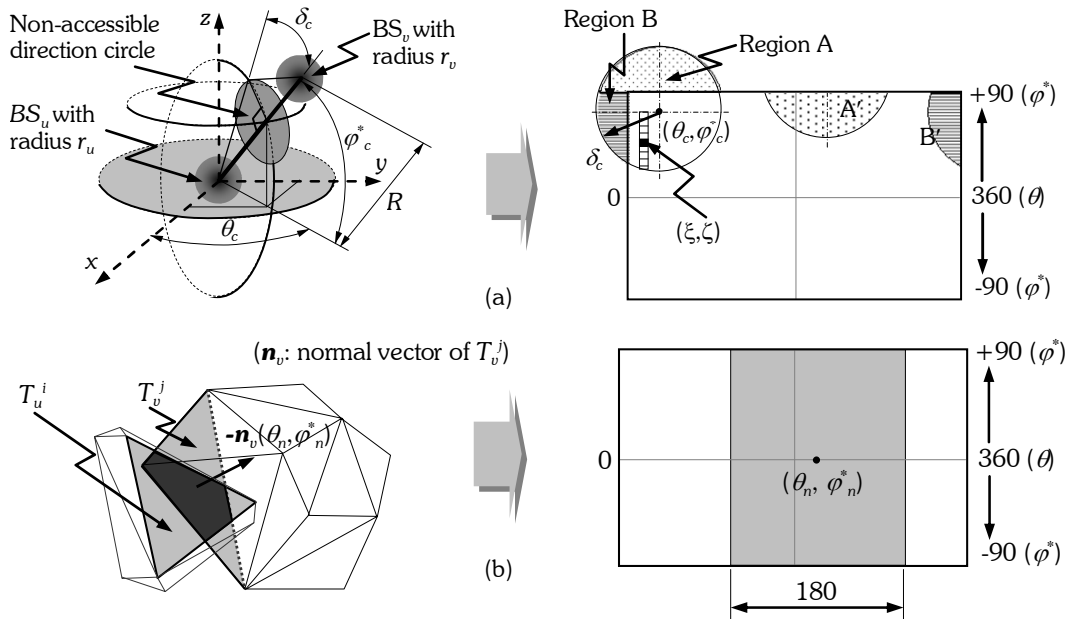 Non-accessible
direction circle
z
δc
BSv with
radius rv
BSu with
radius ru
φ*c
y
R
θc
x
(a)
Region B
Region A
+90 (φ*)
A′
B′
(θc, φ*c)
δc
0
360 (θ)
(ξ,ζ)
-90 (φ*)
(nv: normal vector of Tvj)
Tui
Tvj
-nv(θn, φ*n)
(b)
+90 (φ*)
0
360 (θ)
(θn, φ*n)
-90 (φ*)
180